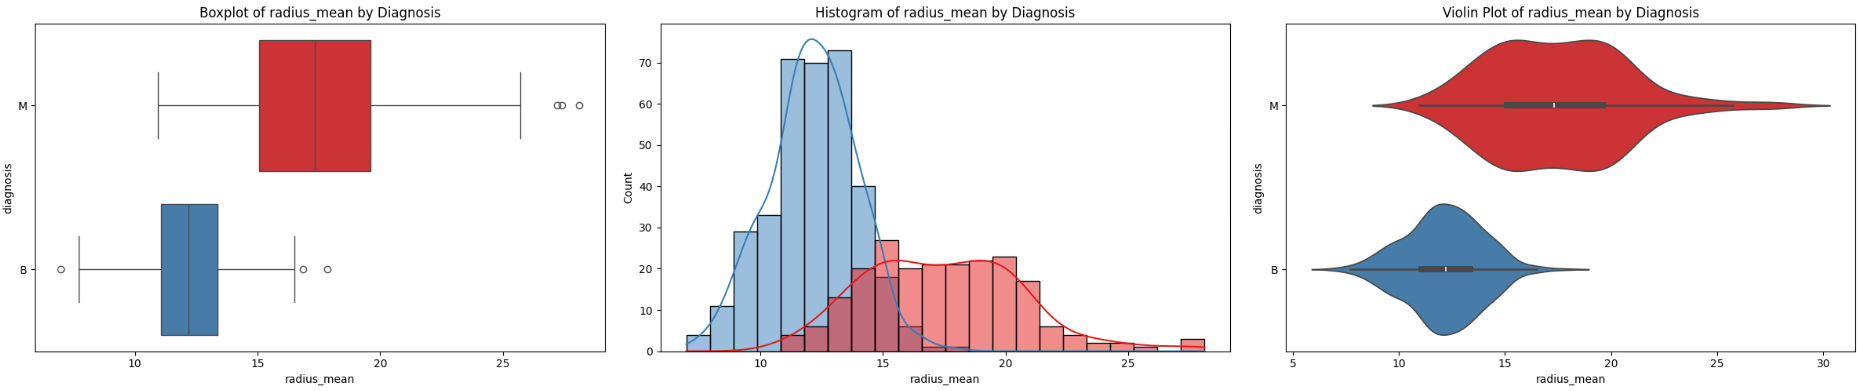 Boxplot of radius_mean by Diagnosis
diagnosis
M
B
10 15 20 25
radius_mean
Histogram of radius_mean by Diagnosis
Count
70
60
50
40
30
20
10
0
10 15 20 25
radius_mean
Violin Plot of radius_mean by Diagnosis
diagnosis
M
B
5 10 15 20 25 30
radius_mean